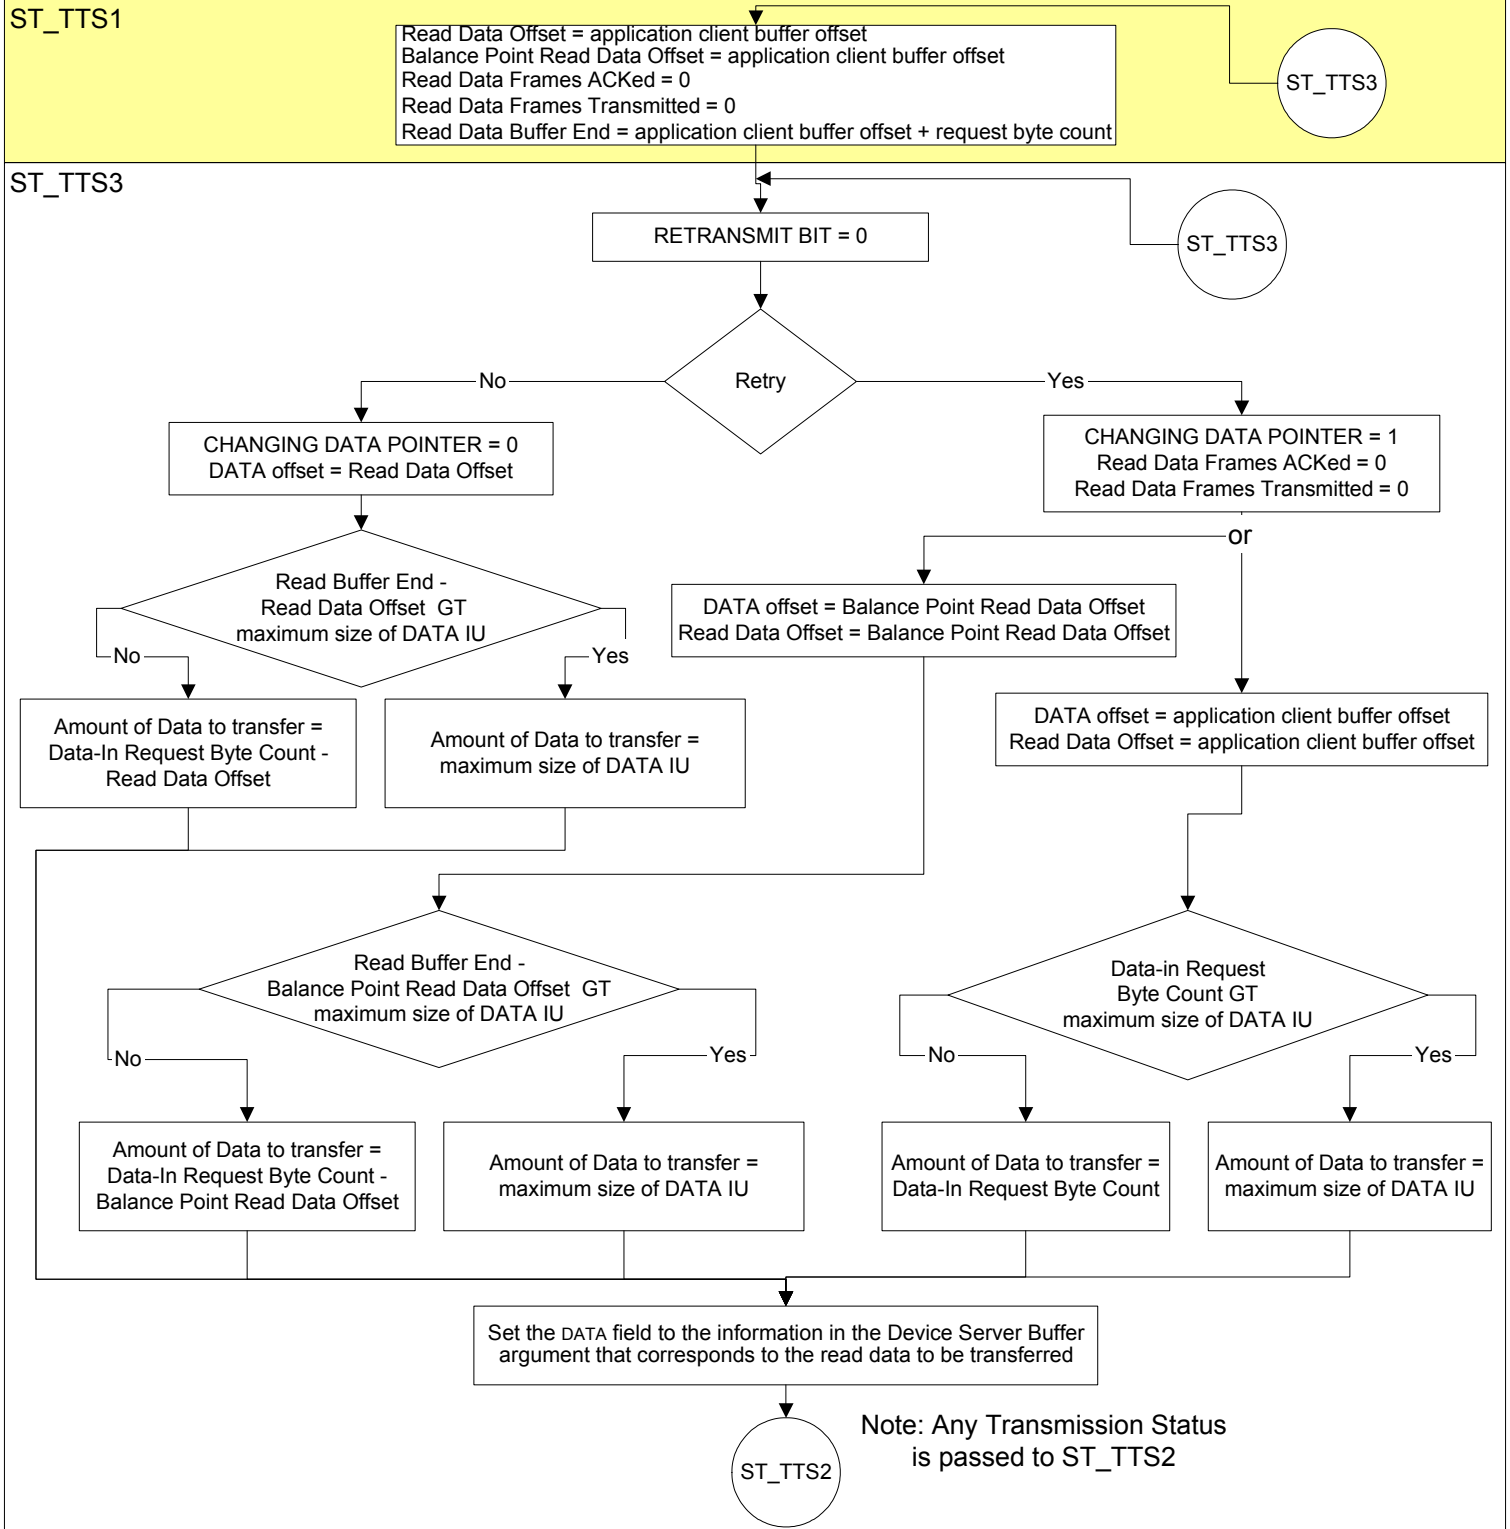 ST_TTS1
Read Data Offset = application client buffer offset
Balance Point Read Data Offset = application client buffer offset
Read Data Frames ACKed = 0
Read Data Frames Transmitted = 0
Read Data Buffer End = application client buffer offset + request byte count
ST_TTS3
ST_TTS3
RETRANSMIT BIT = 0
ST_TTS3
Retry
No
Yes
CHANGING DATA POINTER = 0
DATA offset = Read Data Offset
CHANGING DATA POINTER = 1
Read Data Frames ACKed = 0
Read Data Frames Transmitted = 0
or
Read Buffer End -
Read Data Offset GT
maximum size of DATA IU
No
Yes
DATA offset = Balance Point Read Data Offset
Read Data Offset = Balance Point Read Data Offset
Amount of Data to transfer =
Data-In Request Byte Count -
Read Data Offset
Amount of Data to transfer =
maximum size of DATA IU
DATA offset = application client buffer offset
Read Data Offset = application client buffer offset
Read Buffer End -
Balance Point Read Data Offset GT
maximum size of DATA IU
No
Yes
Data-in Request
Byte Count GT
maximum size of DATA IU
No
Yes
Amount of Data to transfer =
Data-In Request Byte Count -
Balance Point Read Data Offset
Amount of Data to transfer =
maximum size of DATA IU
Amount of Data to transfer =
Data-In Request Byte Count
Amount of Data to transfer =
maximum size of DATA IU
Set the DATA field to the information in the Device Server Buffer
argument that corresponds to the read data to be transferred
ST_TTS2
Note: Any Transmission Status
is passed to ST_TTS2